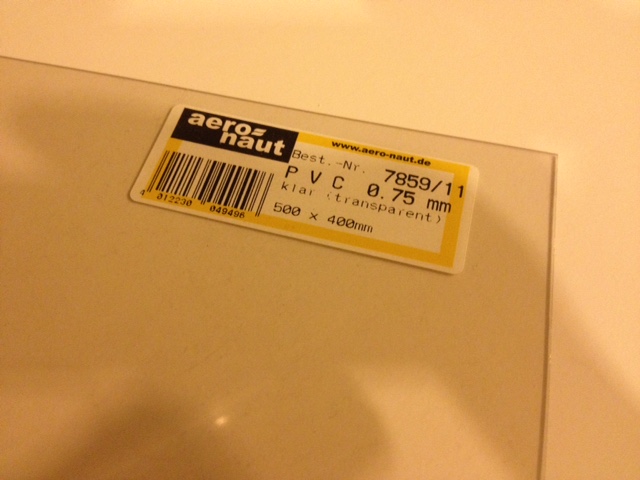 aero=
naut
www.aero-naut.de
Best.-Nr. 7859/11
PVC 0.75 mm
klar (transparent)
500 x 400mm
4 012230 049496